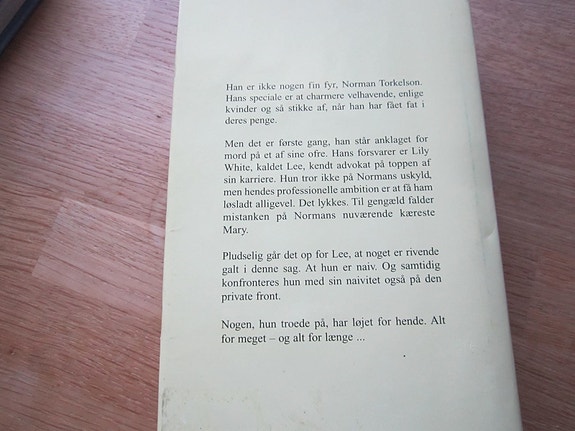 Han er ikke nogen fin fyr, Norman Torkelson.
Hans speciale er at charmere velhavende, enlige
kvinder og så stikke af, når han har fået fat i
deres penge.
Men det er første gang, han står anklaget for
mord på et af sine ofre. Hans forsvarer er Lily
White, kaldet Lee, kendt advokat på toppen af
sin karriere. Hun tror ikke på Normans uskyld,
men hendes professionelle ambition er at få ham
løsladt alligevel. Det lykkes. Til gengæld falder
mistanken på Normans nuværende kæreste
Mary.
Pludselig går det op for Lee, at noget er rivende
galt i denne sag. At hun er naiv. Og samtidig
konfronteres hun med sin naivitet også på den
private front.
Nogen, hun troede på, har løjet for hende. Alt
for meget – og alt for længe ...